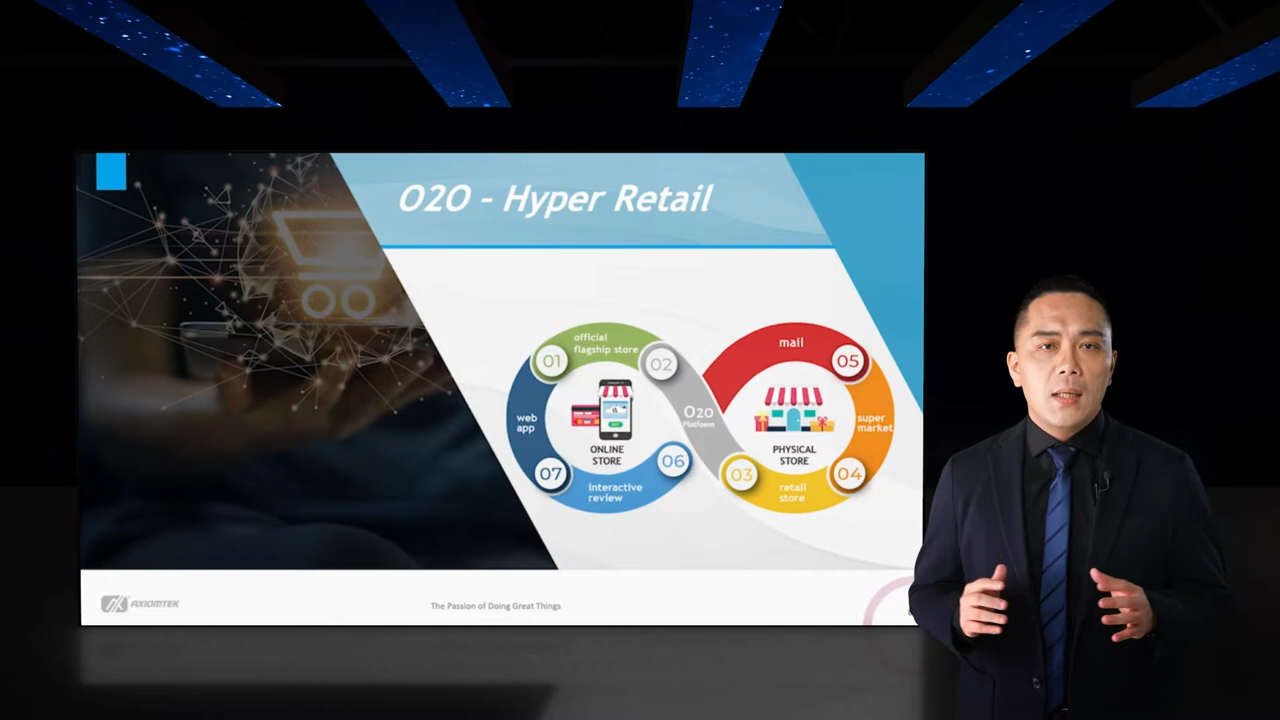 O2O - Hyper Retail
01
official
flagship store
02
mail
05
web
app
O2O
Platform
super
market
ONLINE
STORE
PHYSICAL
STORE
07
06
03
04
interactive
review
retail
store
AXIOMTEK
The Passion of Doing Great Things